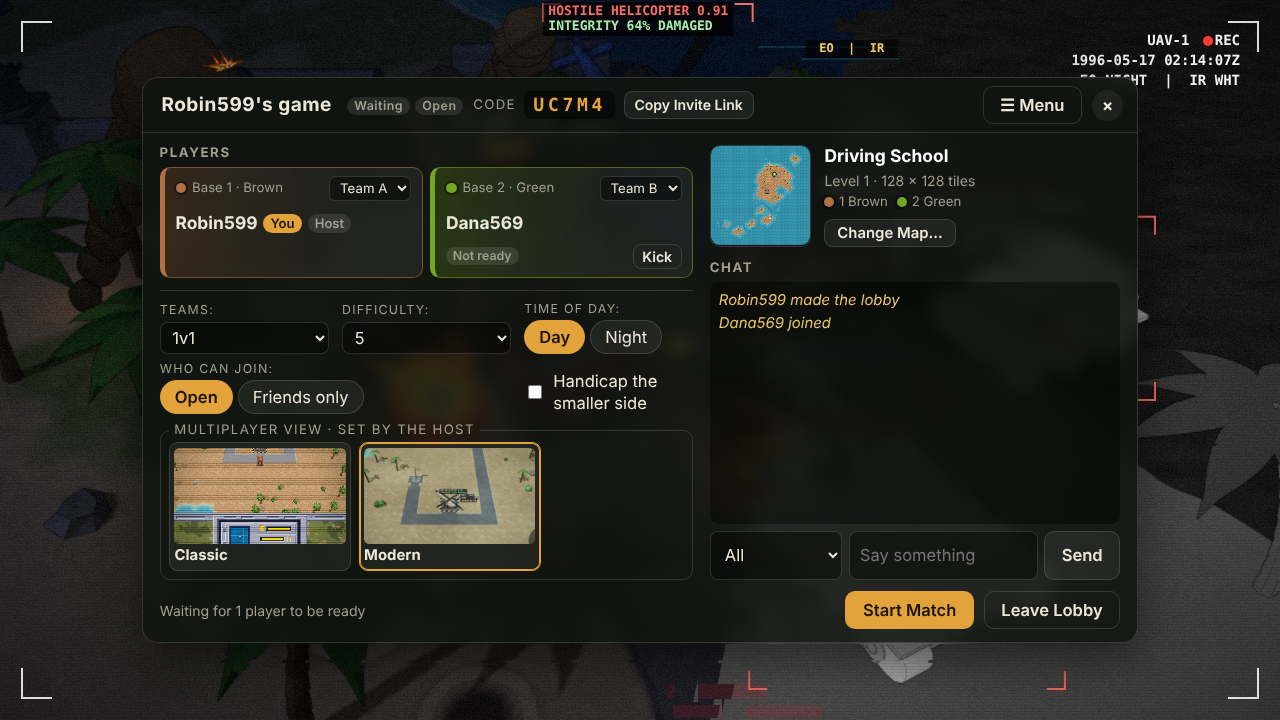 HOSTILE HELICOPTER 0.91
INTEGRITY 64% DAMAGED
EO | IR
UAV-1 REC
1996-05-17 02:14:07Z
EO NIGHT | IR WHT
Robin599's game
Waiting
Open
CODE
UC7M4
Copy Invite Link
☰ Menu
×
PLAYERS
Base 1 · Brown
Team A
Robin599 You Host
Base 2 · Green
Team B
Dana569
Not ready
Kick
Driving School
Level 1 · 128 × 128 tiles
1 Brown 2 Green
Change Map...
TEAMS:
1v1
DIFFICULTY:
5
TIME OF DAY:
Day
Night
WHO CAN JOIN:
Open
Friends only
Handicap the
smaller side
MULTIPLAYER VIEW · SET BY THE HOST
Classic
Modern
CHAT
Robin599 made the lobby
Dana569 joined
All
Say something
Send
Waiting for 1 player to be ready
Start Match
Leave Lobby